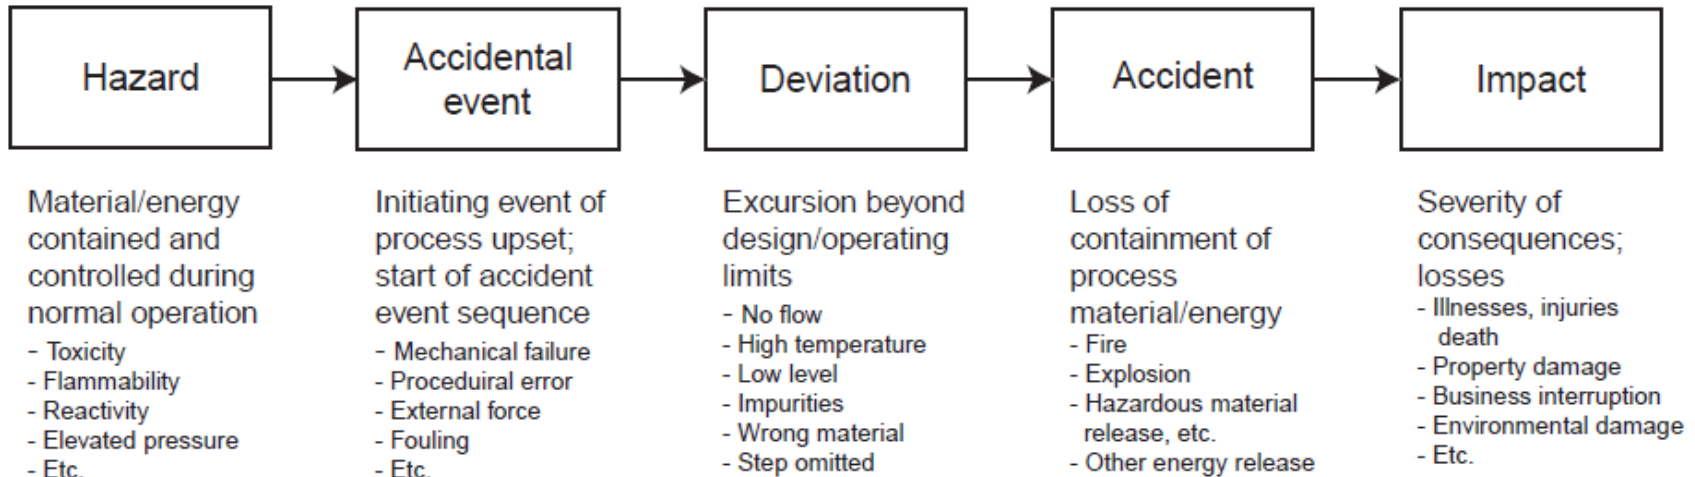 Hazard
Accidental
event
Deviation
Accident
Impact
Material/energy
contained and
controlled during
normal operation
- Toxicity
- Flammability
- Reactivity
- Elevated pressure
- Etc.
Initiating event of
process upset;
start of accident
event sequence
- Mechanical failure
- Proceduiral error
- External force
- Fouling
- Etc.
Excursion beyond
design/operating
limits
- No flow
- High temperature
- Low level
- Impurities
- Wrong material
- Step omitted
Loss of
containment of
process
material/energy
- Fire
- Explosion
- Hazardous material
release, etc.
- Other energy release
Severity of
consequences;
losses
- Illnesses, injuries
death
- Property damage
- Business interruption
- Environmental damage
- Etc.